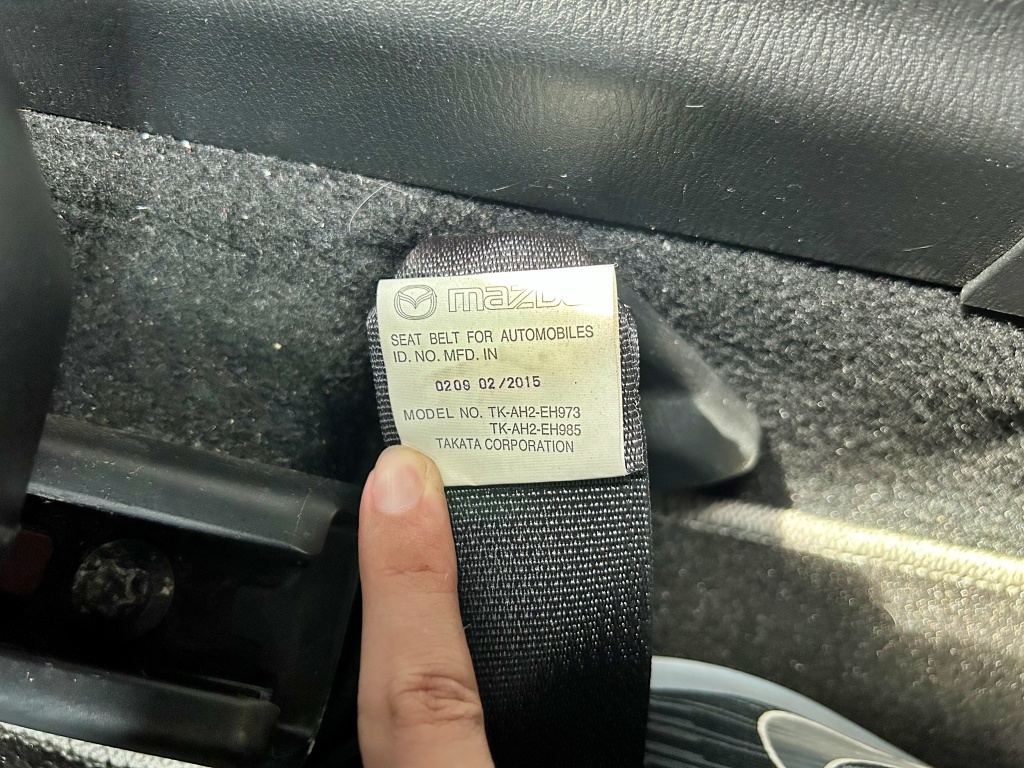 mazda
SEAT BELT FOR AUTOMOBILES
ID. NO. MFD. IN
0209 02/2015
MODEL NO. TK-AH2-EH973
TK-AH2-EH985
TAKATA CORPORATION